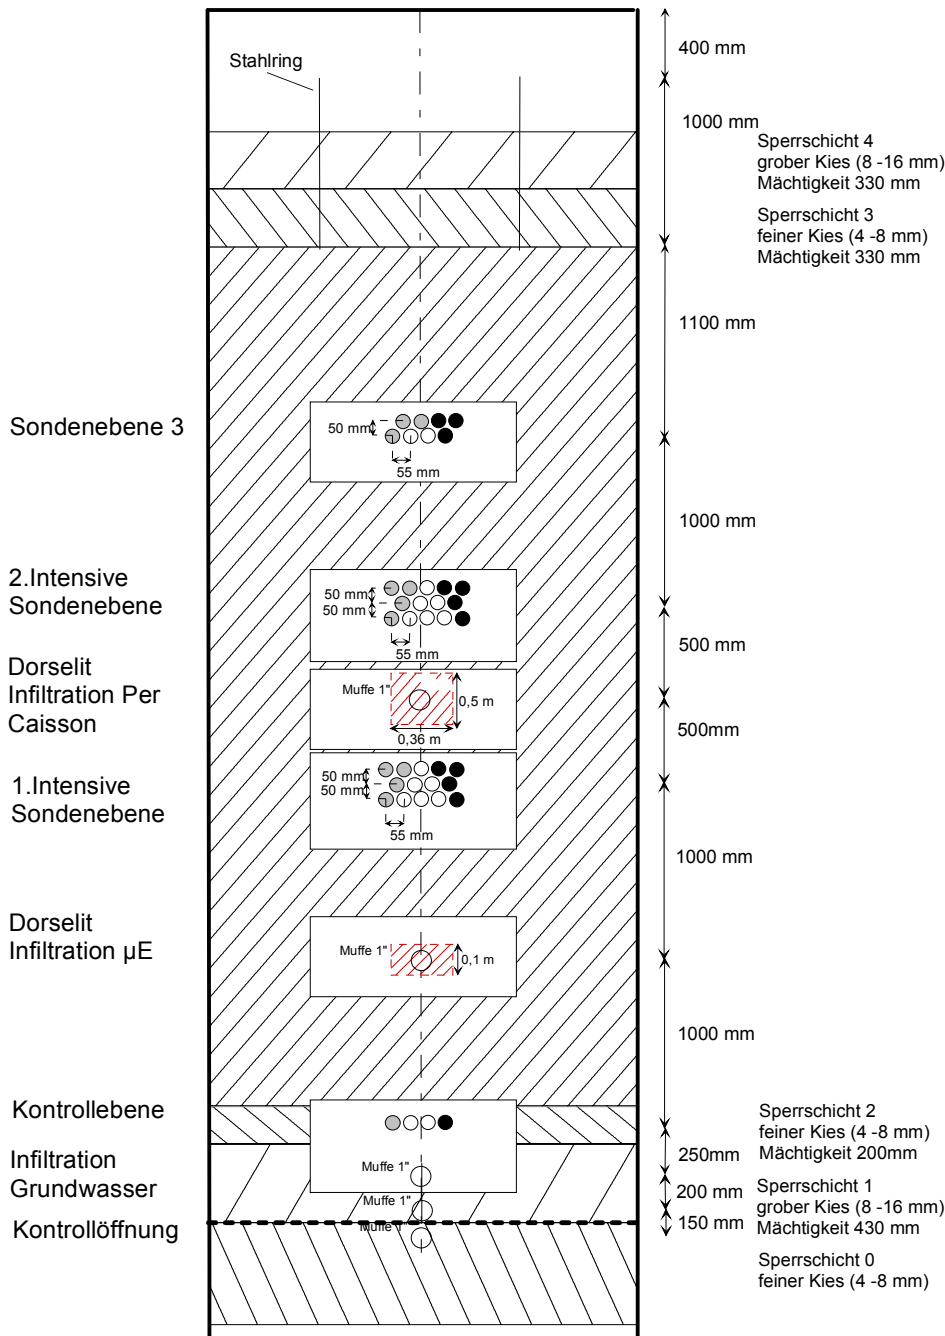 400 mm
Stahlring
1000 mm
Sperrschicht 4
grober Kies (8 -16 mm)
Mächtigkeit 330 mm
Sperrschicht 3
feiner Kies (4 -8 mm)
Mächtigkeit 330 mm
1100 mm
Sondenebene 3
50 mm
55 mm
1000 mm
2.Intensive
Sondenebene
50 mm
50 mm
55 mm
500 mm
Dorselit
Infiltration Per
Caisson
Muffe 1"
0,5 m
0,36 m
500mm
1.Intensive
Sondenebene
50 mm
50 mm
55 mm
1000 mm
Dorselit
Infiltration µE
Muffe 1"
0,1 m
1000 mm
Kontrollebene
Sperrschicht 2
feiner Kies (4 -8 mm)
Mächtigkeit 200mm
250mm
Infiltration
Grundwasser
Muffe 1"
200 mm
Sperrschicht 1
grober Kies (8 -16 mm)
Mächtigkeit 430 mm
Muffe 1"
150 mm
Kontrollöffnung
Muffe 1"
Sperrschicht 0
feiner Kies (4 -8 mm)